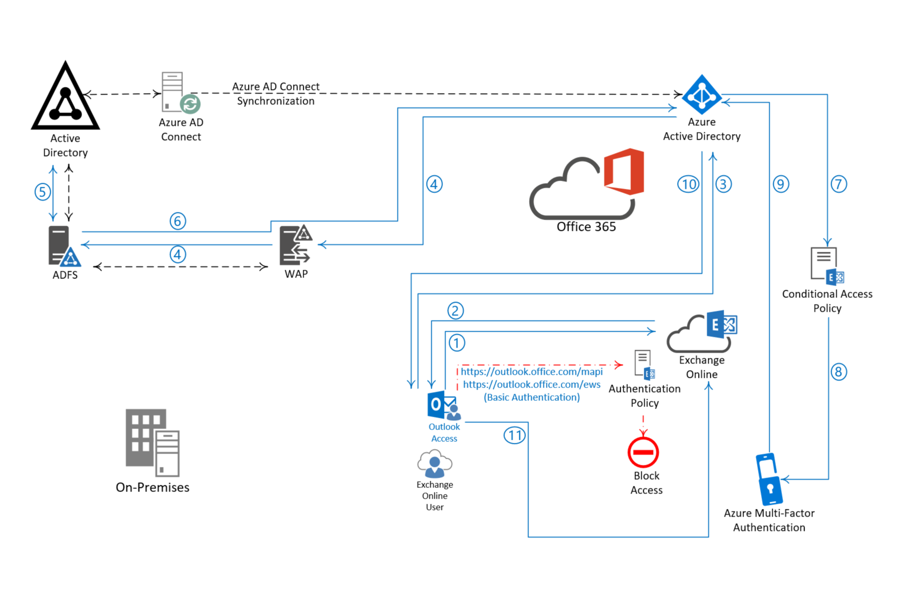 Azure AD Connect
Synchronization
Azure AD
Connect
Active
Directory
Azure
Active Directory
5
6
4
4
10
3
9
7
Office 365
ADFS
WAP
Conditional Access
Policy
2
1
Exchange
Online
https://outlook.office.com/mapi
https://outlook.office.com/ews
(Basic Authentication)
Authentication
Policy
8
Outlook
Access
11
Exchange
Online
User
Block
Access
On-Premises
Azure Multi-Factor
Authentication